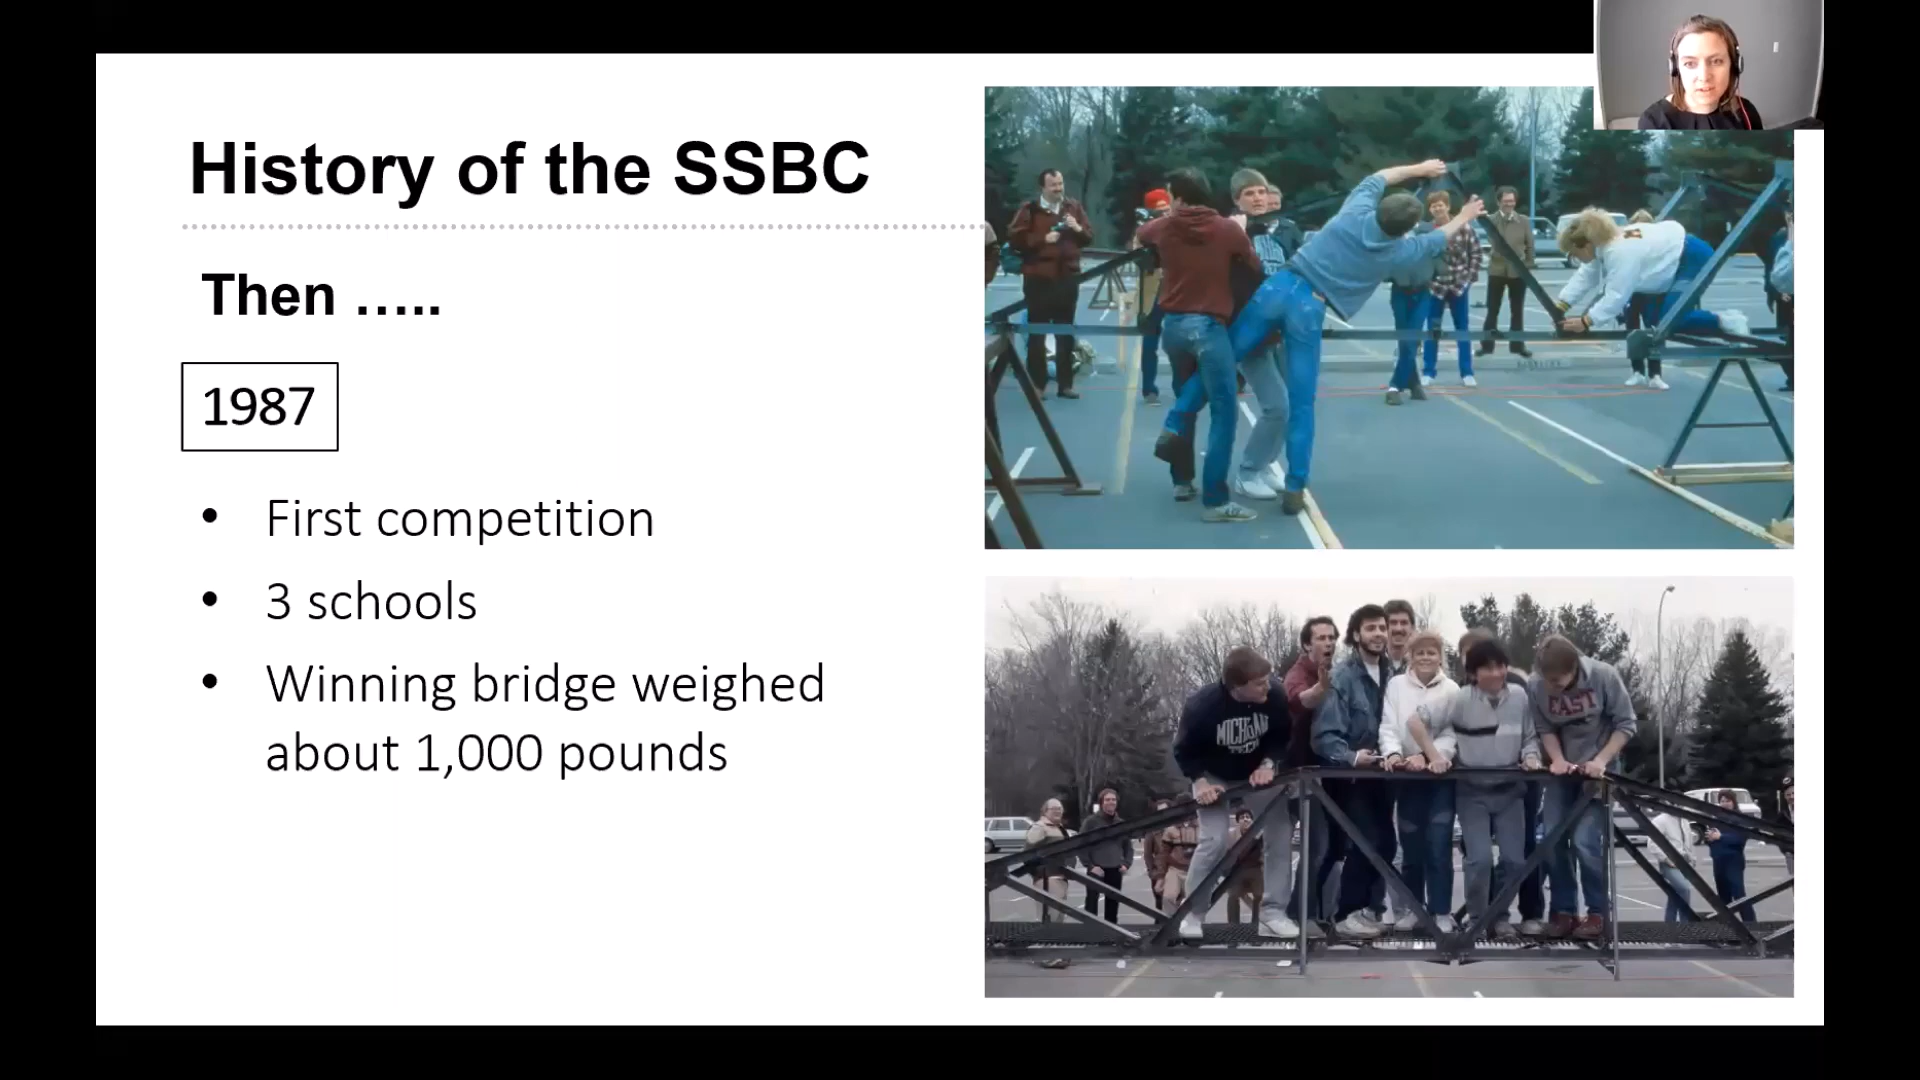 History of the SSBC
Then …..
1987
• First competition
• 3 schools
• Winning bridge weighed
about 1,000 pounds
MICHIGAN
TECH
EAST